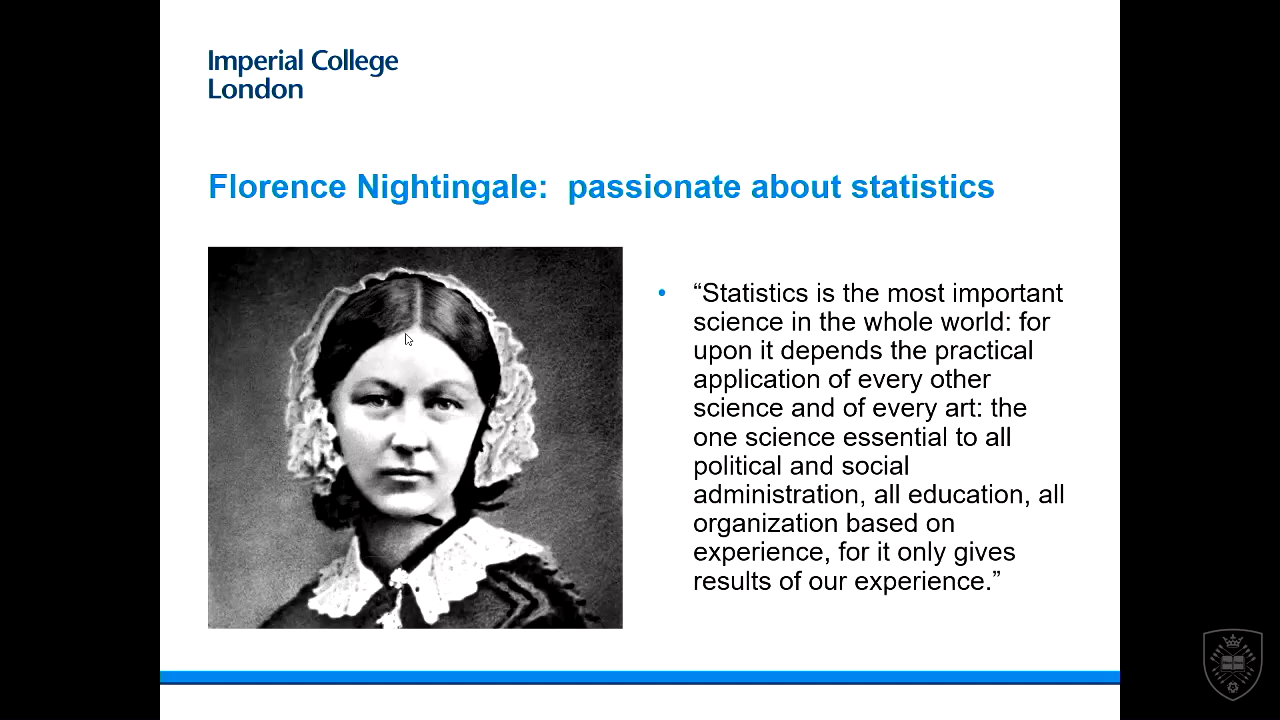 Imperial College
London
Florence Nightingale:  passionate about statistics
• “Statistics is the most important
science in the whole world: for
upon it depends the practical
application of every other
science and of every art: the
one science essential to all
political and social
administration, all education, all
organization based on
experience, for it only gives
results of our experience.”